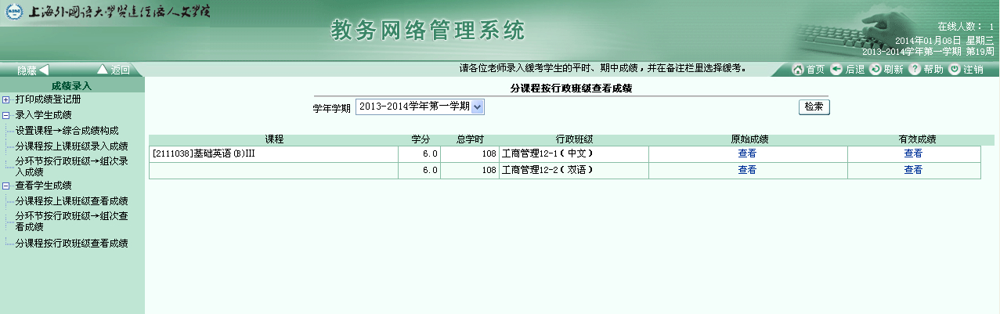 上海外国语大学贤达经济人文学院
教务网络管理系统
在线人数： 1
2014年01月08日 星期三
2013-2014学年第一学期 第19周
隐藏 返回
请各位老师录入缓考学生的平时、期中成绩，并在备注栏里选择缓考。
首页 后退 刷新 帮助 注销
成绩录入
打印成绩登记册
录入学生成绩
设置课程→综合成绩构成
分课程按上课班级录入成绩
分环节按行政班级→组次录
入成绩
查看学生成绩
分课程按上课班级查看成绩
分环节按行政班级→组次查
看成绩
分课程按行政班级查看成绩
分课程按行政班级查看成绩
学年学期 2013-2014学年第一学期 检索
课程 学分 总学时 行政班级 原始成绩 有效成绩
[2111038]基础英语(B)III 6.0 108 工商管理12-1（中文） 查看 查看
6.0 108 工商管理12-2（双语） 查看 查看